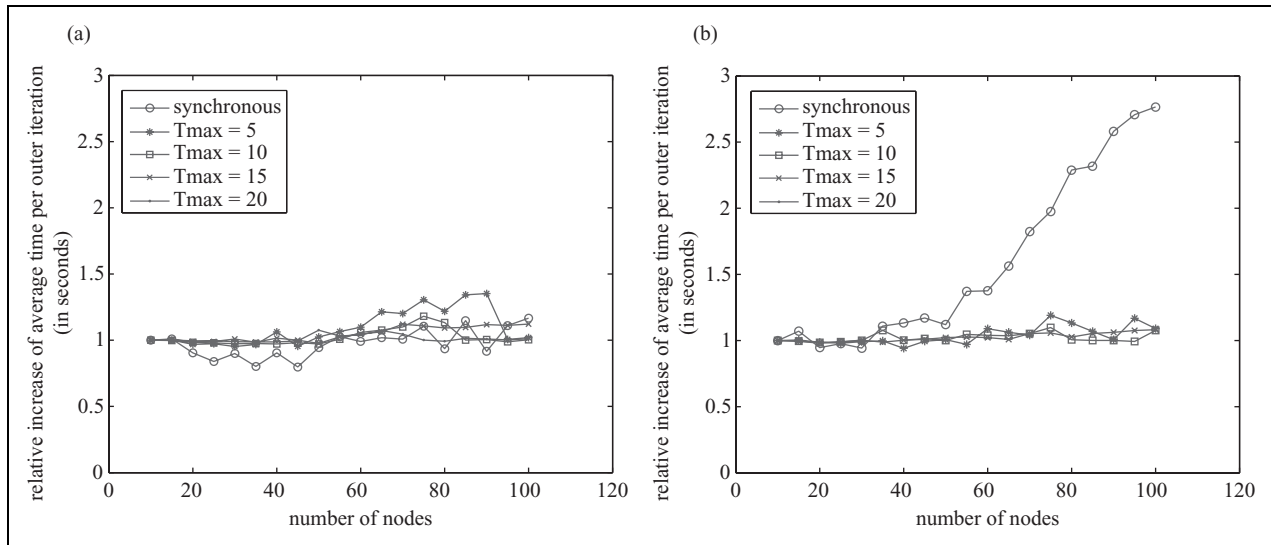 (a)
relative increase of average time per outer iteration
(in seconds)
3
2.5
2
1.5
1
0.5
0
0
20
40
60
80
100
120
number of nodes
synchronous
Tmax = 5
Tmax = 10
Tmax = 15
Tmax = 20
(b)
relative increase of average time per outer iteration
(in seconds)
3
2.5
2
1.5
1
0.5
0
0
20
40
60
80
100
120
number of nodes
synchronous
Tmax = 5
Tmax = 10
Tmax = 15
Tmax = 20